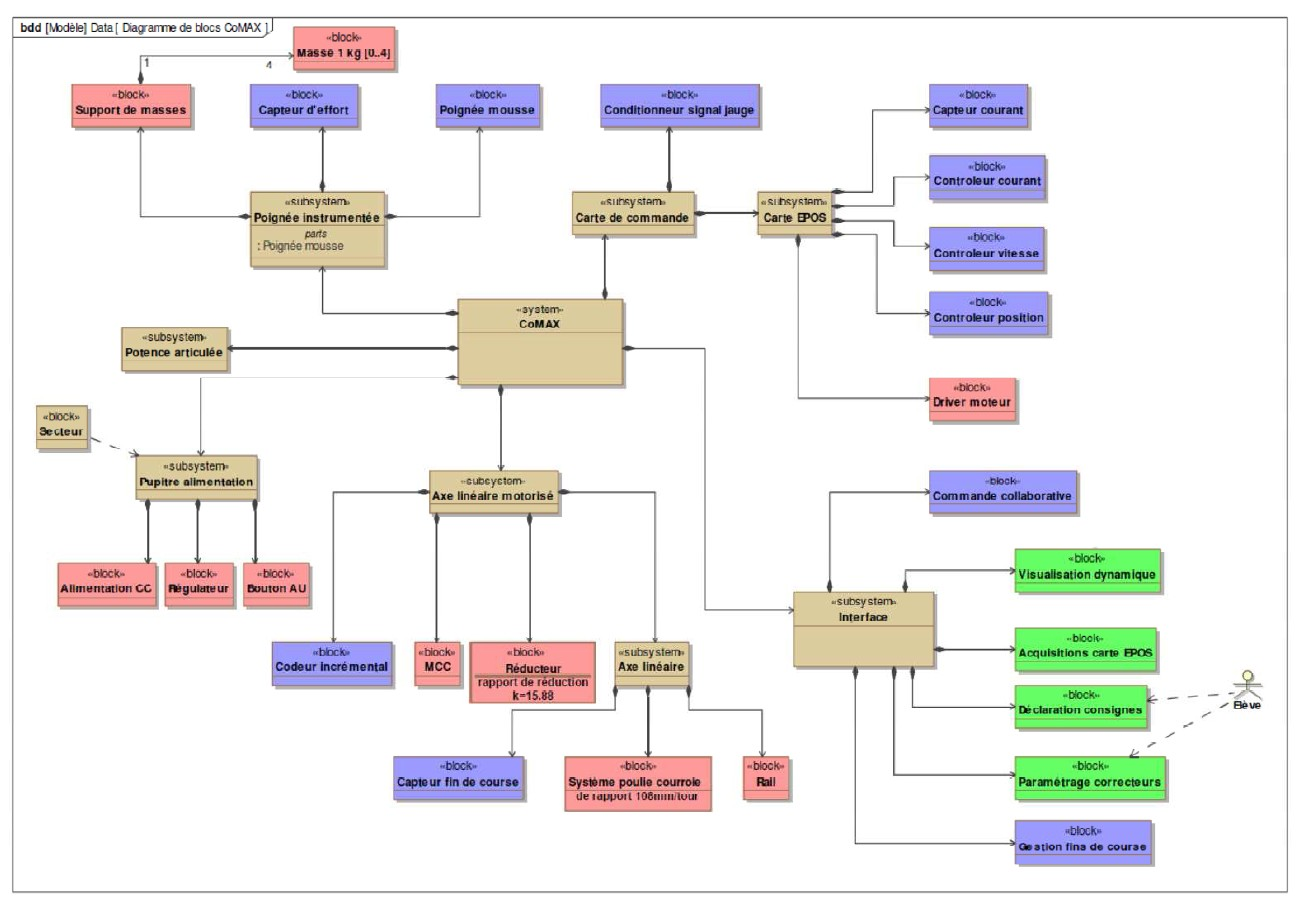 bdd [Modèle] Data [ Diagramme de blocs CoMAX ]
«block»
Masse 1 kg [0..4]
1
4
«block»
Support de masses
«block»
Capteur d'effort
«block»
Poignée mousse
«block»
Conditionneur signal jauge
«block»
Capteur courant
«block»
Controleur courant
«subsystem»
Poignée instrumentée
parts
: Poignée mousse
«subsystem»
Carte de commande
«subsystem»
Carte EPOS
«block»
Controleur vitesse
«block»
Controleur position
«system»
CoMAX
«subsystem»
Potence articulée
«block»
Driver moteur
«block»
Secteur
«subsystem»
Pupitre alimentation
«subsystem»
Axe linéaire motorisé
«block»
Commande collaborative
«block»
Alimentation CC
«block»
Régulateur
«block»
Bouton AU
«block»
Visualisation dynamique
«subsystem»
Interface
«block»
Codeur incrémental
«block»
MCC
«block»
Réducteur
rapport de réduction
k=15.88
«subsystem»
Axe linéaire
«block»
Acquisitions carte EPOS
«block»
Déclaration consignes
Elève
«block»
Capteur fin de course
«block»
Système poulie courroie
de rapport 108mm/tour
«block»
Rail
«block»
Paramétrage correcteurs
«block»
Gestion fins de course